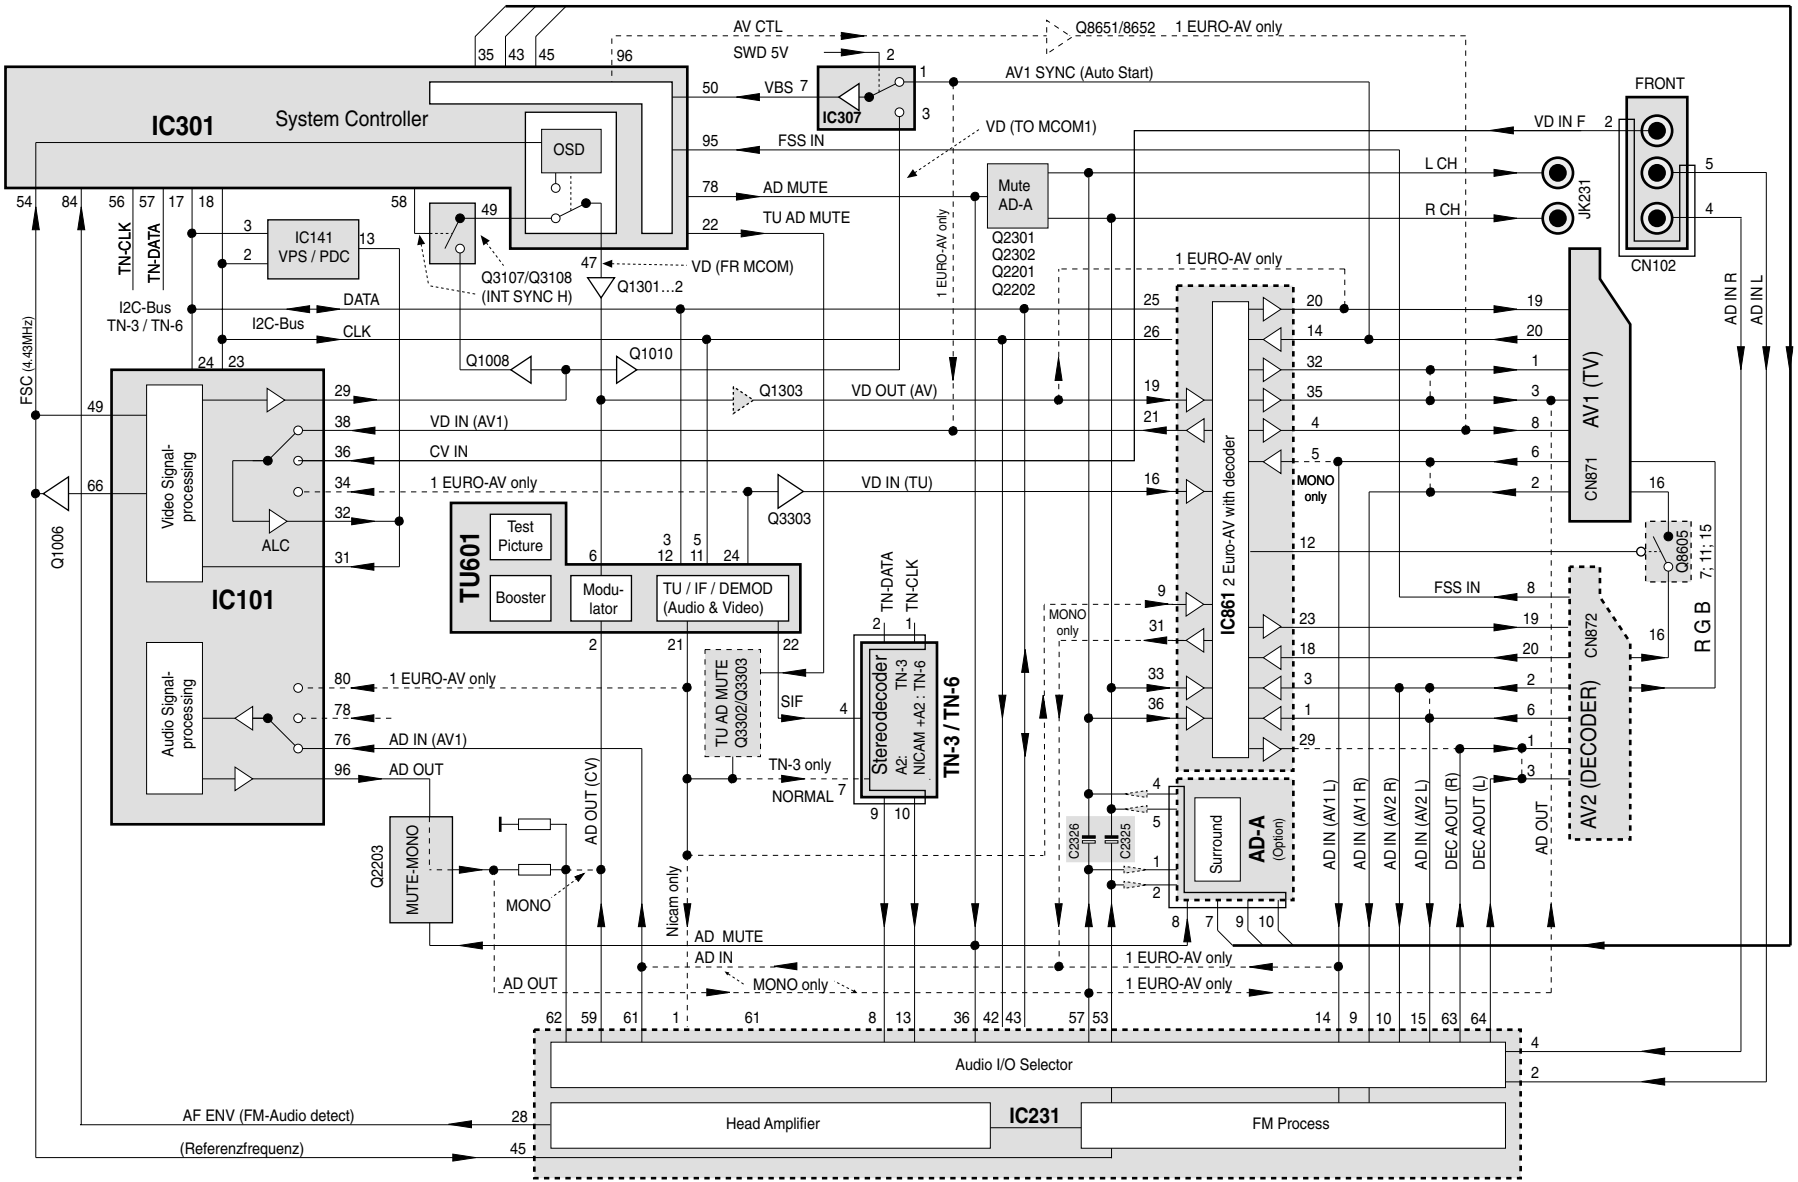 AV CTL
Q8651/8652
1 EURO-AV only
35
43
45
96
SWD 5V
2
FRONT
50
VBS
7
1
AV1 SYNC (Auto Start)
IC301
System Controller
IC307
3
VD IN F
2
95
FSS IN
VD (TO MCOM1)
OSD
L CH
5
54
84
56
57
17
18
58
78
AD MUTE
Mute
AD-A
R CH
JK231
4
49
22
TU AD MUTE
TN-CLK
TN-DATA
3
2
IC141
VPS / PDC
13
Q2301
Q2302
Q2201
Q2202
1 EURO-AV only
CN102
Q3107/Q3108
(INT SYNC H)
47
VD (FR MCOM)
Q1301...2
1 EURO-AV only
AD IN R
AD IN L
I2C-Bus
TN-3 / TN-6
I2C-Bus
DATA
25
20
19
FSC (4.43MHz)
CLK
26
14
20
24
23
Q1008
Q1010
32
1
29
Q1303
VD OUT (AV)
19
35
3
AV1 (TV)
49
38
VD IN (AV1)
21
4
8
36
CV IN
5
6
MONO
only
CN871
66
34
1 EURO-AV only
VD IN (TU)
16
2
16
Q3303
Video Signal-
processing
32
ALC
Test
Picture
TU601
Q1006
31
6
3
12
5
11
24
12
Q8605
7; 11; 15
IC861 2 Euro-AV with decoder
IC101
Booster
Modu-
lator
TU / IF / DEMOD
(Audio & Video)
TN-DATA
TN-CLK
2
1
9
FSS IN
8
MONO
only
31
23
19
CN872
R G B
16
2
21
22
18
20
80
1 EURO-AV only
TU AD MUTE
Q3302/Q3303
SIF
4
Stereodecoder
A2: TN-3
NICAM +A2 : TN-6
TN-3 / TN-6
33
3
2
78
36
1
6
Audio Signal-
processing
76
AD IN (AV1)
29
1
96
AD OUT
TN-3 only
7
NORMAL
3
AV2 (DECODER)
AD OUT (CV)
9
10
4
5
C2326
C2325
Surround
AD-A
(Option)
1
2
AD IN (AV1 L)
AD IN (AV1 R)
AD IN (AV2 R)
AD IN (AV2 L)
DEC AOUT (R)
DEC AOUT (L)
AD OUT
Q2203
MUTE-MONO
MONO
Nicam only
8
7
9
10
AD MUTE
AD IN
1 EURO-AV only
AD OUT
MONO only
1 EURO-AV only
62
59
61
1
61
8
13
36
42
43
57
53
14
9
10
15
63
64
Audio I/O Selector
4
2
AF ENV (FM-Audio detect)
28
Head Amplifier
IC231
FM Process
(Referenzfrequenz)
45